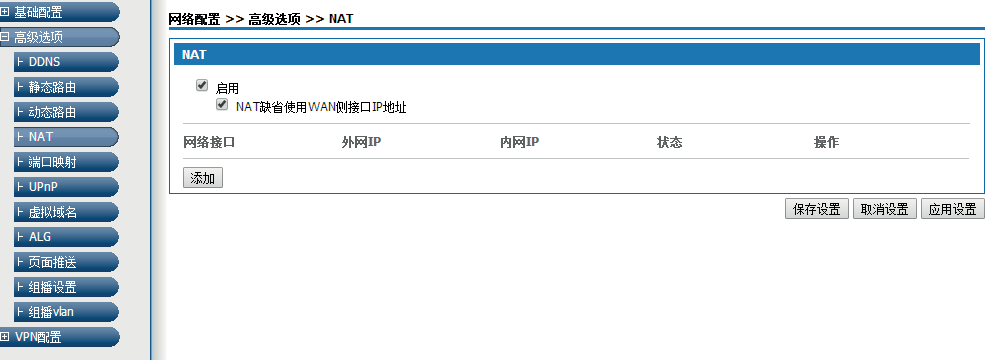 基础配置
高级选项
DDNS
静态路由
动态路由
NAT
端口映射
UPnP
虚拟域名
ALG
页面推送
组播设置
组播vlan
VPN配置
网络配置 >> 高级选项 >> NAT
NAT
启用
NAT缺省使用WAN侧接口IP地址
网络接口 外网IP 内网IP 状态 操作
添加
保存设置 取消设置 应用设置